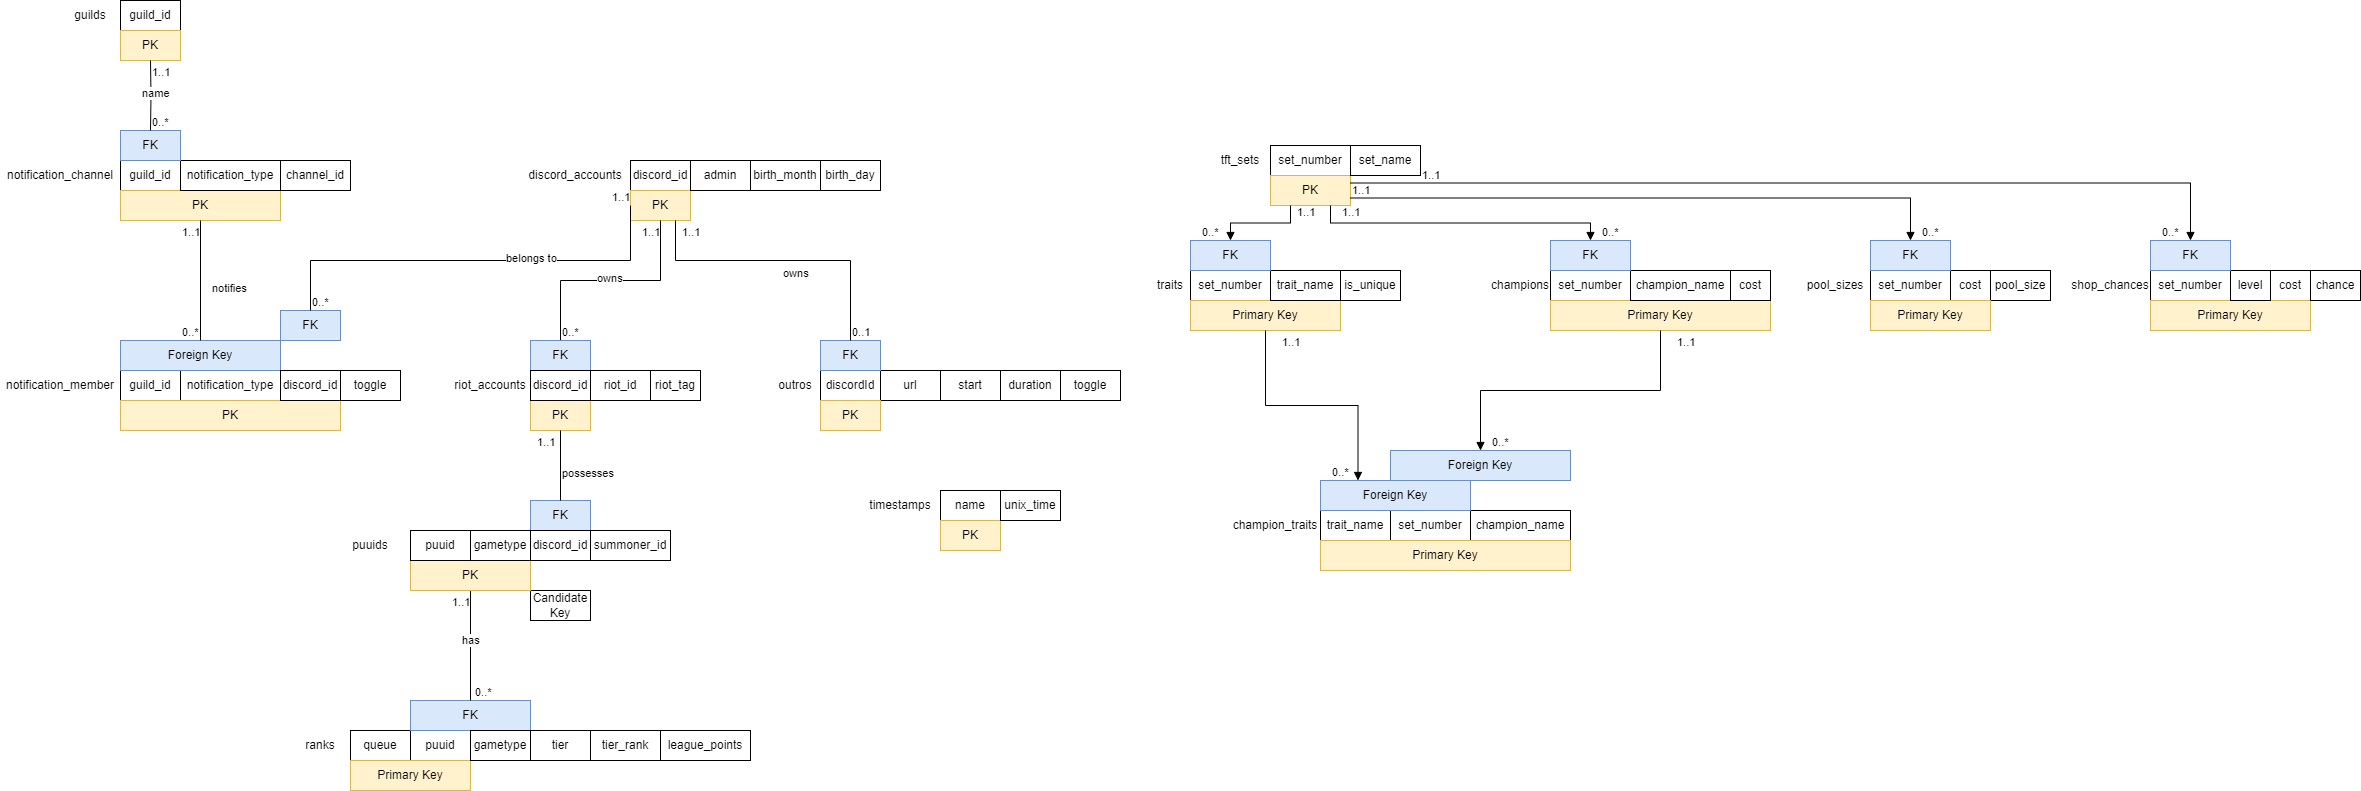 guilds
guild_id
PK
1..1
name
0..*
FK
notification_channel
guild_id
notification_type
channel_id
PK
1..1
notifies
0..*
FK
0..*
Foreign Key
notification_member
guild_id
notification_type
discord_id
toggle
PK
discord_accounts
discord_id
admin
birth_month
birth_day
1..1
PK
1..1
1..1
belongs to
owns
owns
0..*
FK
riot_accounts
discord_id
riot_id
riot_tag
PK
1..1
possesses
0..1
FK
outros
discordId
url
start
duration
toggle
PK
FK
puuids
puuid
gametype
discord_id
summoner_id
PK
Candidate
Key
1..1
has
0..*
FK
ranks
queue
puuid
gametype
tier
tier_rank
league_points
Primary Key
timestamps
name
unix_time
PK
tft_sets
set_number
set_name
1..1
PK
1..1
1..1
1..1
0..*
FK
traits
set_number
trait_name
is_unique
Primary Key
1..1
0..*
FK
champions
set_number
champion_name
cost
Primary Key
1..1
0..*
FK
pool_sizes
set_number
cost
pool_size
Primary Key
0..*
FK
shop_chances
set_number
level
cost
chance
Primary Key
0..*
Foreign Key
0..*
Foreign Key
champion_traits
trait_name
set_number
champion_name
Primary Key